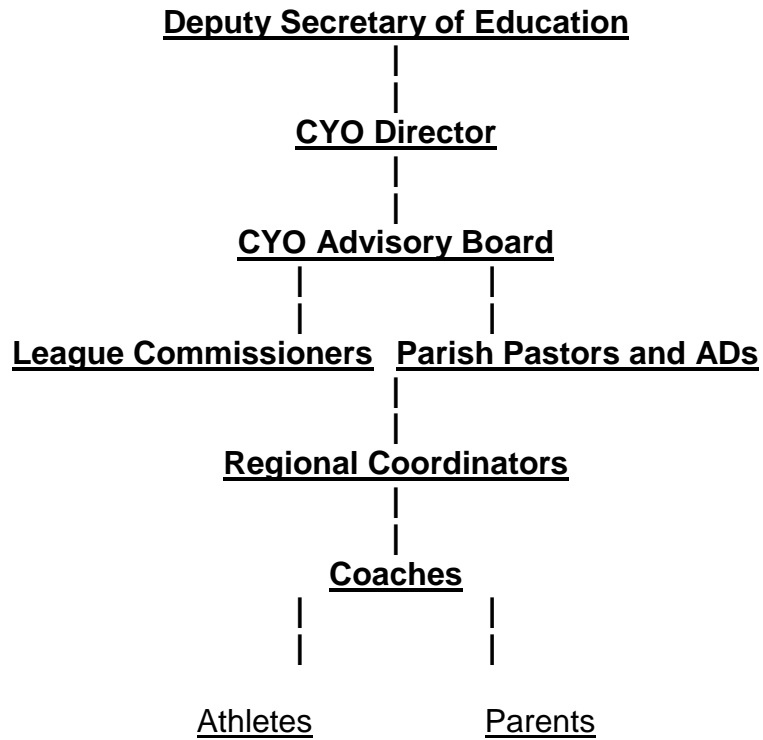 Deputy Secretary of Education
CYO Director
CYO Advisory Board
League Commissioners Parish Pastors and ADs
Regional Coordinators
Coaches
Athletes Parents